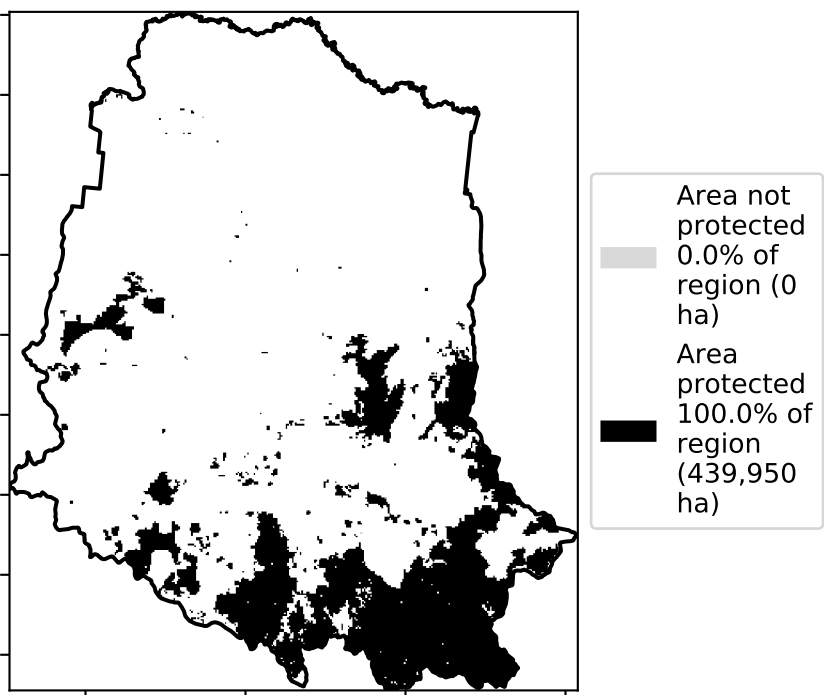 Area not
protected
0.0% of
region (0
ha)
Area
protected
100.0% of
region
(439,950
ha)